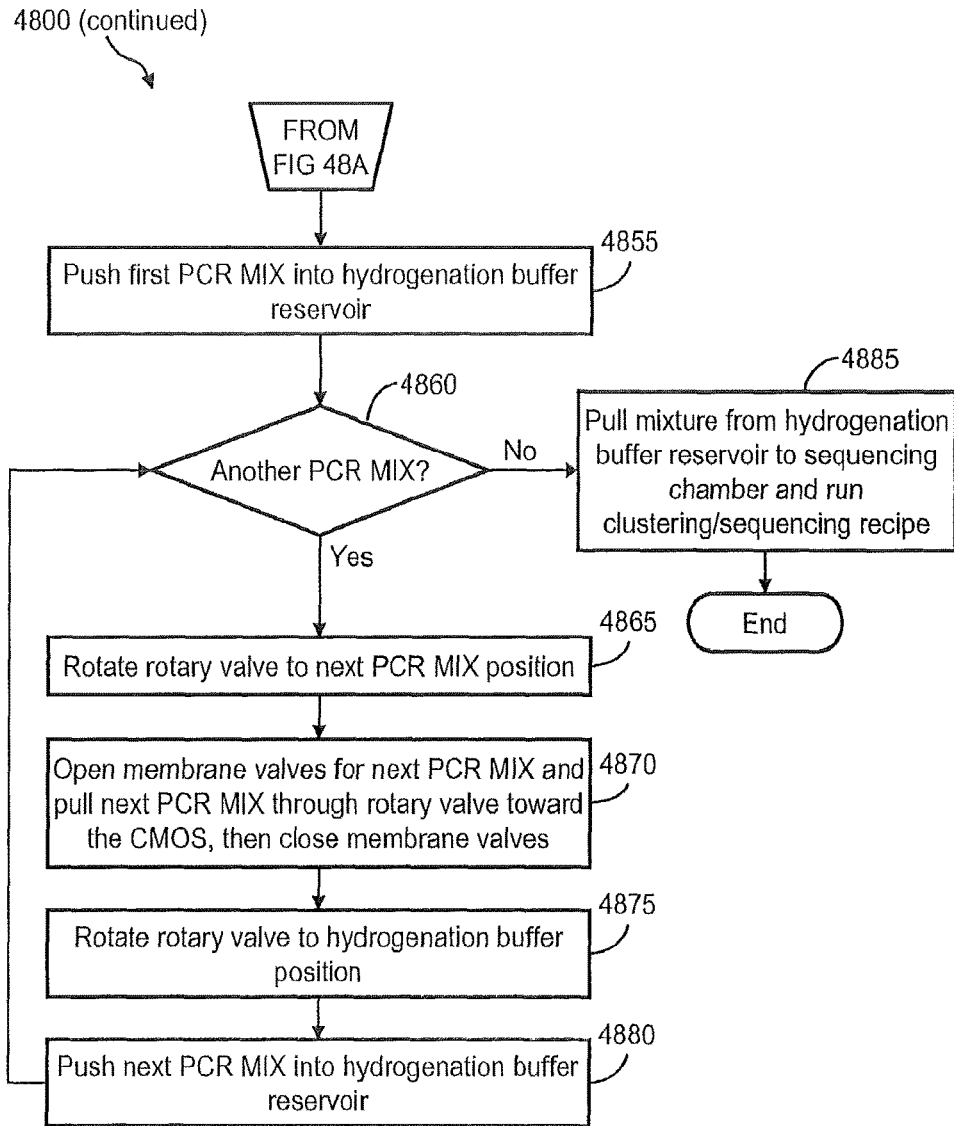 4800 (continued)
FROM
FIG 48A
4855
Push first PCR MIX into hydrogenation buffer
reservoir
4860
Another PCR MIX?
No
Yes
4885
Pull mixture from hydrogenation
buffer reservoir to sequencing
chamber and run
clustering/sequencing recipe
End
4865
Rotate rotary valve to next PCR MIX position
4870
Open membrane valves for next PCR MIX and
pull next PCR MIX through rotary valve toward
the CMOS, then close membrane valves
4875
Rotate rotary valve to hydrogenation buffer
position
4880
Push next PCR MIX into hydrogenation buffer
reservoir